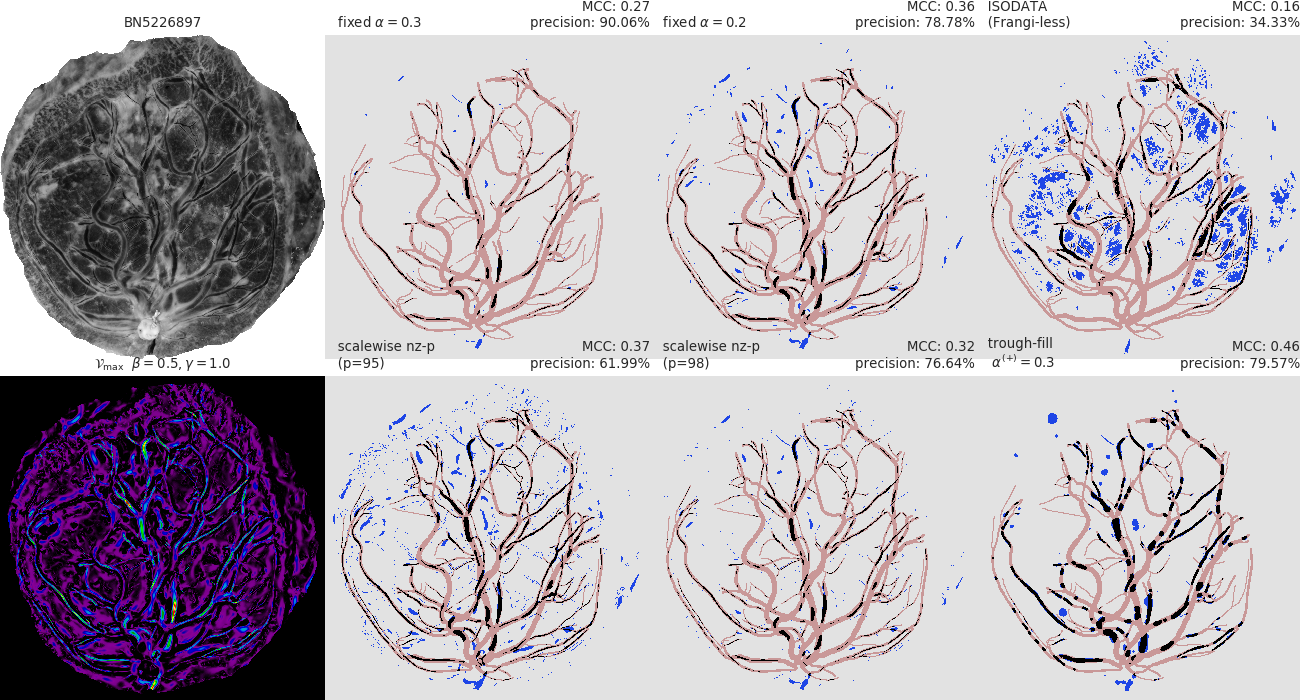 BN5226897
fixed α = 0.3
MCC: 0.27
precision: 90.06%
fixed α = 0.2
MCC: 0.36
precision: 78.78%
ISODATA
(Frangi-less)
MCC: 0.16
precision: 34.33%
𝒱max β = 0.5, γ = 1.0
scalewise nz-p
(p=95)
MCC: 0.37
precision: 61.99%
scalewise nz-p
(p=98)
MCC: 0.32
precision: 76.64%
trough-fill
α⁽⁺⁾ = 0.3
MCC: 0.46
precision: 79.57%